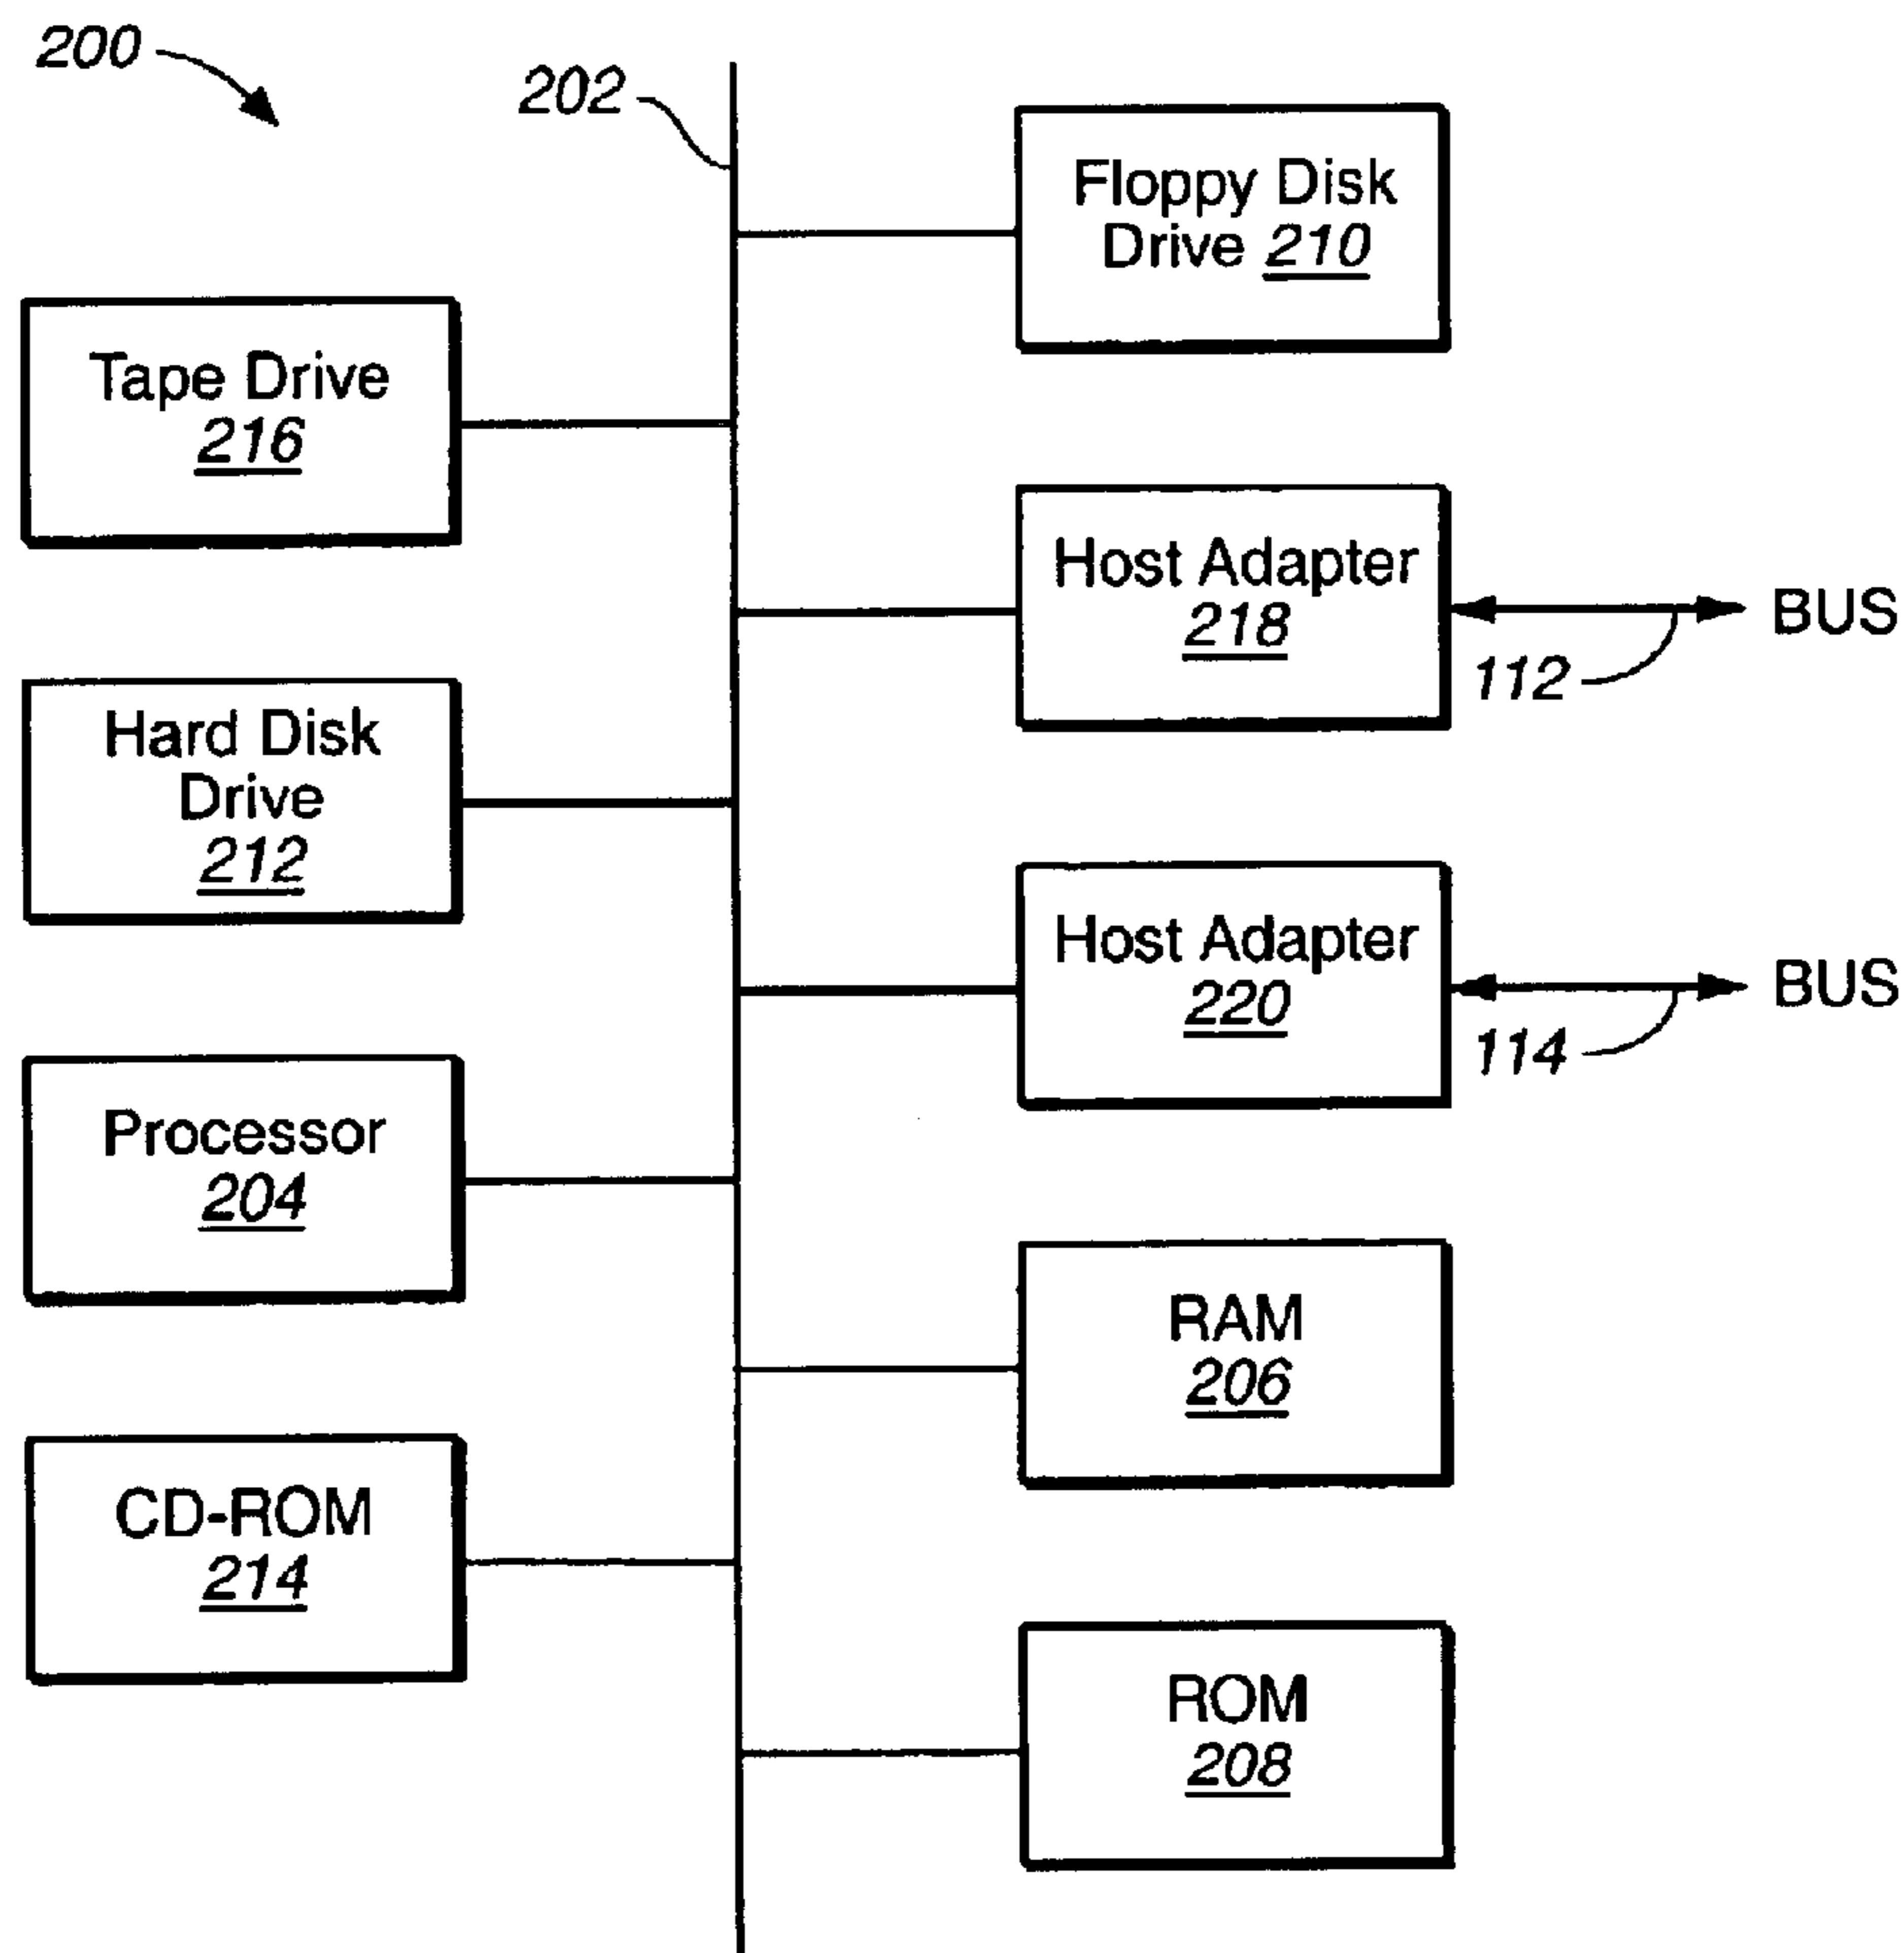 200
202
Floppy Disk
Drive 210
Tape Drive
216
Host Adapter
218
BUS
112
Hard Disk
Drive
212
Host Adapter
220
BUS
114
Processor
204
RAM
206
CD-ROM
214
ROM
208